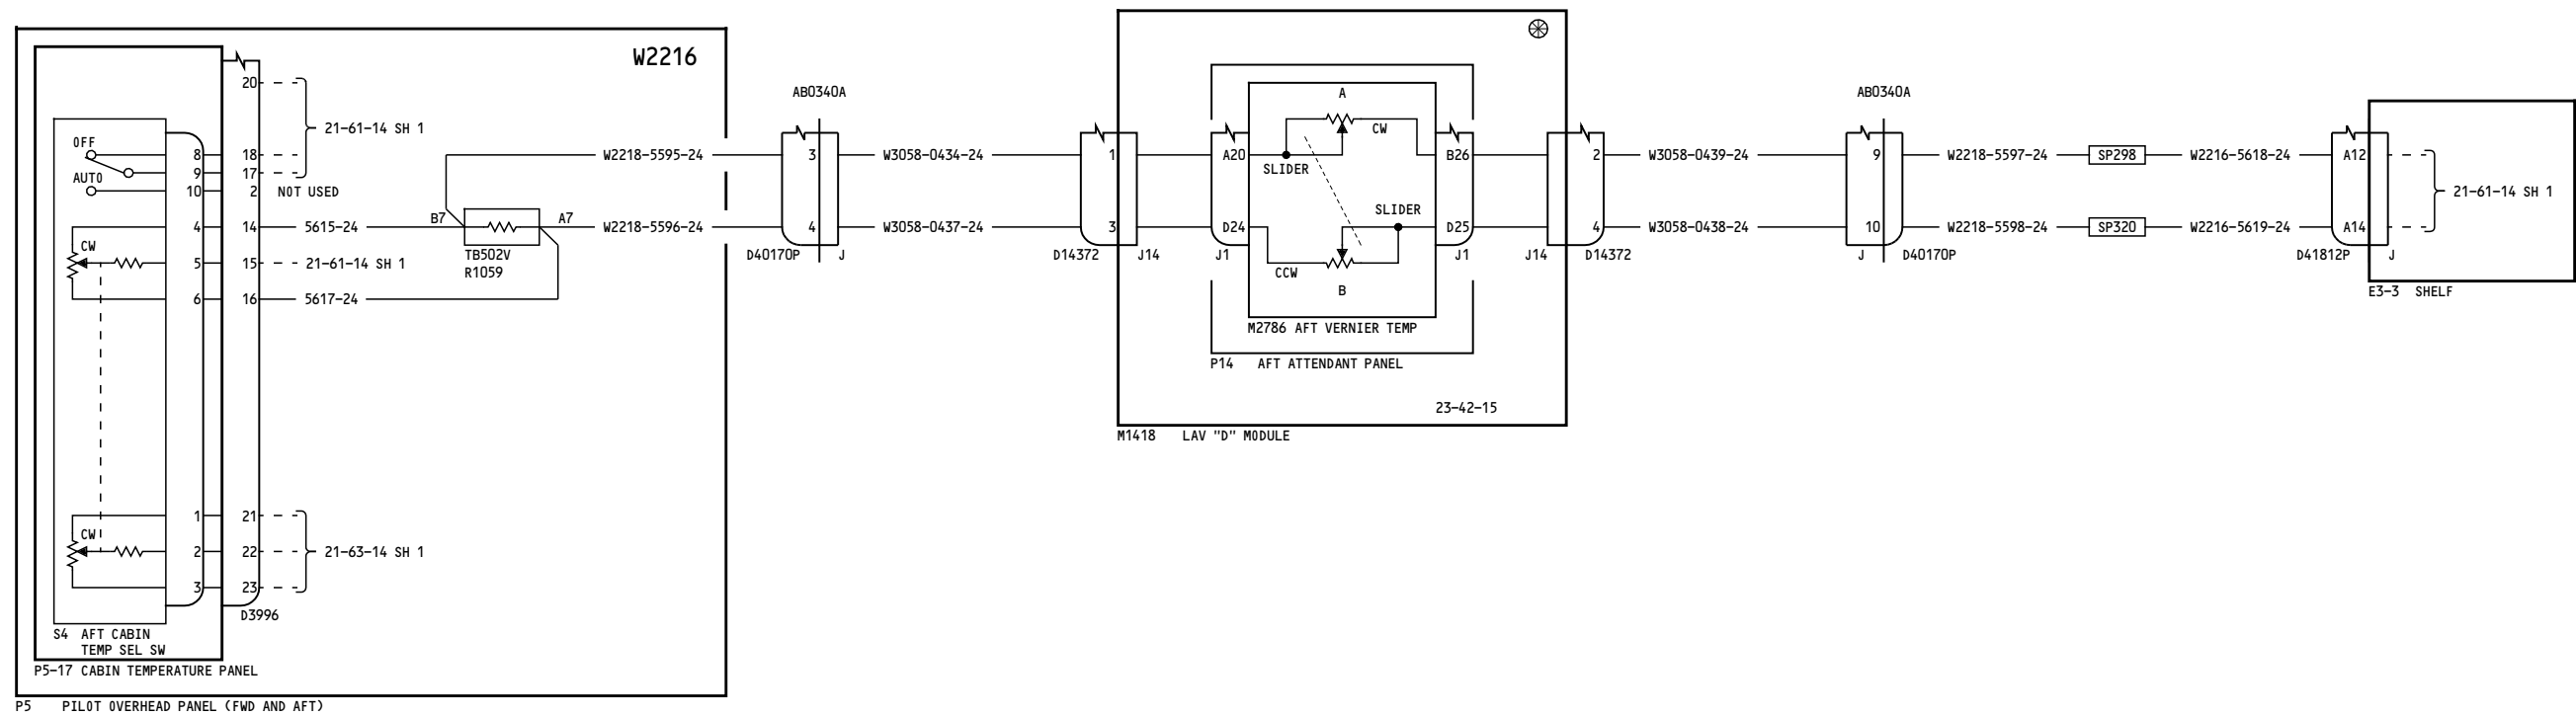 W2216
OFF
AUTO
8
9
10
4
5
6
CW
1
2
3
CW
20
18
17
2 NOT USED
14
15
16
21
22
23
21-61-14 SH 1
5615-24
21-61-14 SH 1
5617-24
21-63-14 SH 1
D3996
S4 AFT CABIN
TEMP SEL SW
P5-17 CABIN TEMPERATURE PANEL
P5 PILOT OVERHEAD PANEL (FWD AND AFT)
B7
A7
TB502V
R1059
W2218-5595-24
W2218-5596-24
AB0340A
3
4
D40170P J
W3058-0434-24
W3058-0437-24
1
3
D14372 J14
A20
D24
J1
A
CW
SLIDER
SLIDER
CCW
B
B26
D25
J1
M2786 AFT VERNIER TEMP
P14 AFT ATTENDANT PANEL
23-42-15
M1418 LAV "D" MODULE
2
4
J14 D14372
W3058-0439-24
W3058-0438-24
AB0340A
9
10
J D40170P
W2218-5597-24
SP298
W2216-5618-24
W2218-5598-24
SP320
W2216-5619-24
A12
A14
D41812P J
21-61-14 SH 1
E3-3 SHELF